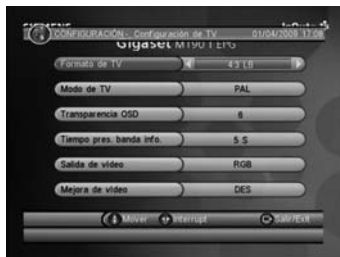 SIEMENS
InOuts
CONFIGURACIÓN-. Configuración de TV 01/04/2009 17:08
Gigaset M190 T EPG
Formato de TV 4:3 LB
Modo de TV PAL
Transparencia OSD 6
Tiempo pres. banda info. 5 S
Salida de vídeo RGB
Mejora de vídeo DES
Mover Interrupt Salir/Exit